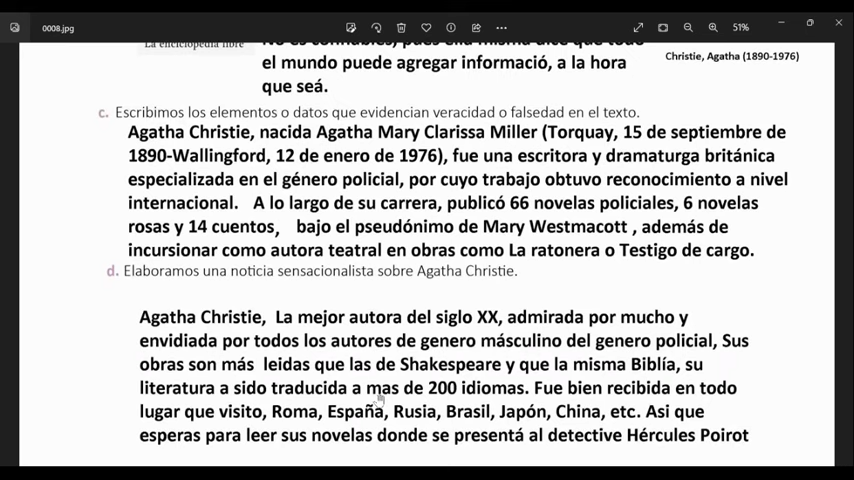 0008.jpg
51%
La enciclopedia libre
No es confiables, pues ella misma dice que todo
el mundo puede agregar informació, a la hora
que seá.
Christie, Agatha (1890-1976)
c. Escribimos los elementos o datos que evidencian veracidad o falsedad en el texto.
Agatha Christie, nacida Agatha Mary Clarissa Miller (Torquay, 15 de septiembre de
1890-Wallingford, 12 de enero de 1976), fue una escritora y dramaturga británica
especializada en el género policial, por cuyo trabajo obtuvo reconocimiento a nivel
internacional. A lo largo de su carrera, publicó 66 novelas policiales, 6 novelas
rosas y 14 cuentos, bajo el pseudónimo de Mary Westmacott , además de
incursionar como autora teatral en obras como La ratonera o Testigo de cargo.
d. Elaboramos una noticia sensacionalista sobre Agatha Christie.
Agatha Christie, La mejor autora del siglo XX, admirada por mucho y
envidiada por todos los autores de genero másculino del genero policial, Sus
obras son más leidas que las de Shakespeare y que la misma Biblía, su
literatura a sido traducida a mas de 200 idiomas. Fue bien recibida en todo
lugar que visito, Roma, España, Rusia, Brasil, Japón, China, etc. Asi que
esperas para leer sus novelas donde se presentá al detective Hércules Poirot